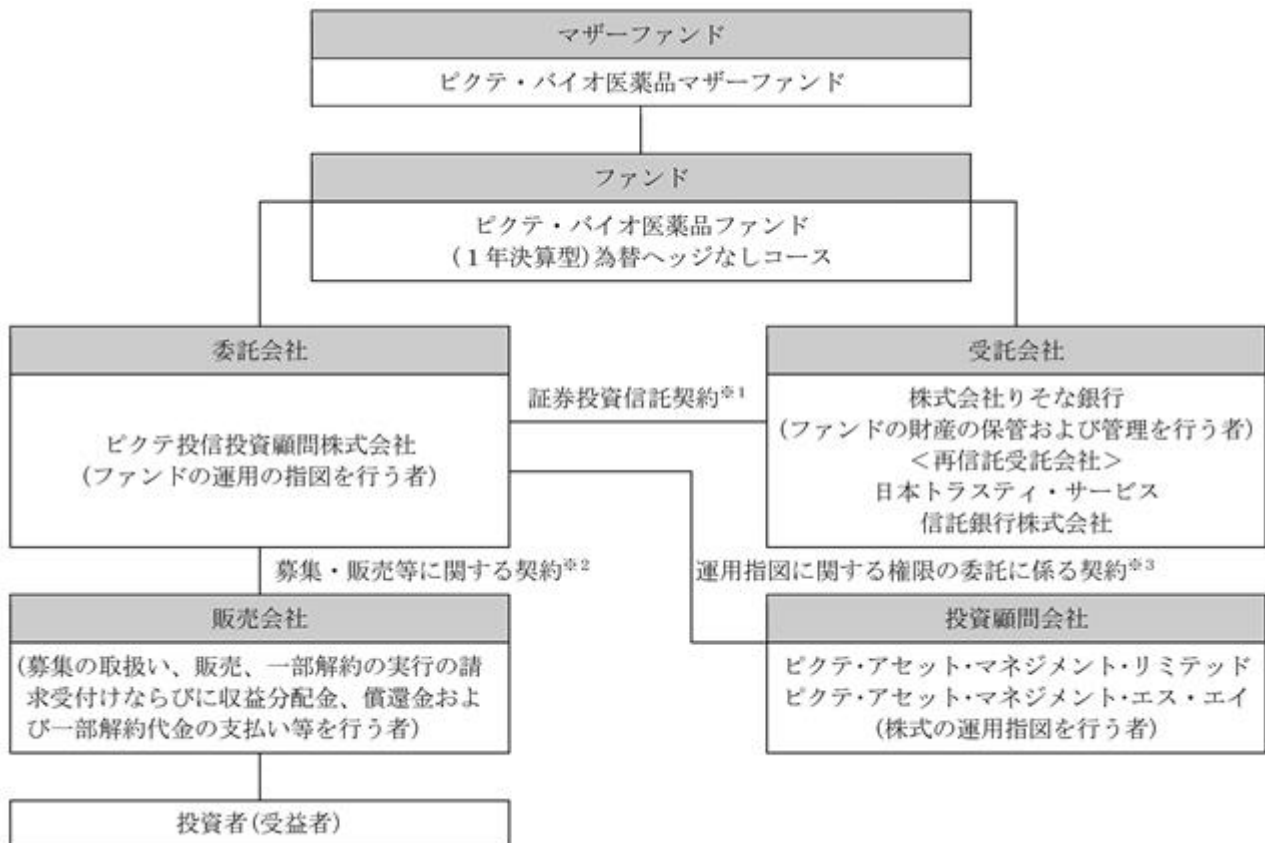 マザーファンド
ピクテ・バイオ医薬品マザーファンド
ファンド
ピクテ・バイオ医薬品ファンド
(１年決算型)為替ヘッジなしコース
委託会社
ピクテ投信投資顧問株式会社
(ファンドの運用の指図を行う者)
証券投資信託契約※1
受託会社
株式会社りそな銀行
(ファンドの財産の保管および管理を行う者)
＜再信託受託会社＞
日本トラスティ・サービス
信託銀行株式会社
募集・販売等に関する契約※2
運用指図に関する権限の委託に係る契約※3
販売会社
(募集の取扱い、販売、一部解約の実行の請
求受付けならびに収益分配金、償還金およ
び一部解約代金の支払い等を行う者)
投資顧問会社
ピクテ・アセット・マネジメント・リミテッド
ピクテ・アセット・マネジメント・エス・エイ
(株式の運用指図を行う者)
投資者(受益者)